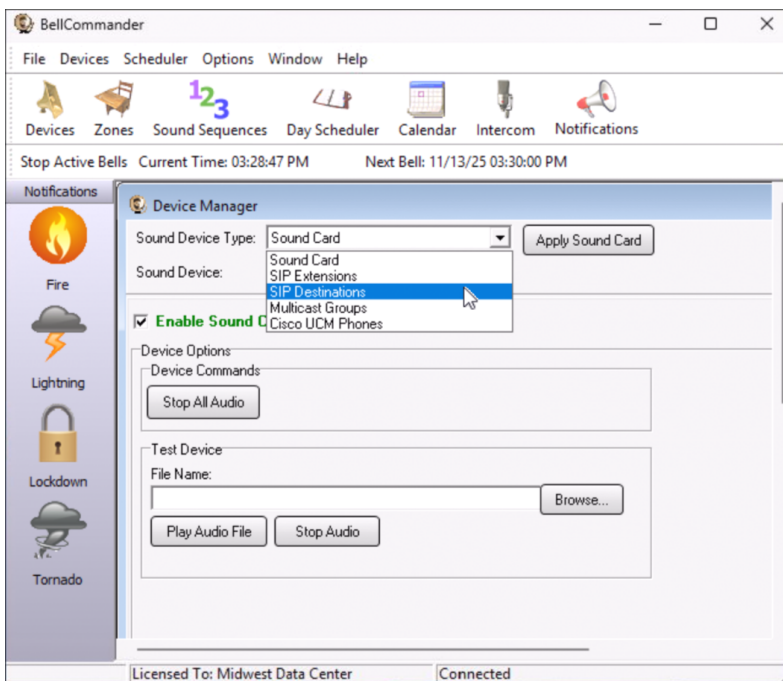 BellCommander
File Devices Scheduler Options Window Help
Devices Zones Sound Sequences Day Scheduler Calendar Intercom Notifications
Stop Active Bells Current Time: 03:28:47 PM Next Bell: 11/13/25 03:30:00 PM
Notifications
Fire
Lightning
Lockdown
Tornado
Device Manager
Sound Device Type: Sound Card Apply Sound Card
Sound Device:
Sound Card
SIP Extensions
SIP Destinations
Multicast Groups
Cisco UCM Phones
Enable Sound C
Device Options
Device Commands
Stop All Audio
Test Device
File Name:
Browse...
Play Audio File Stop Audio
Licensed To: Midwest Data Center Connected